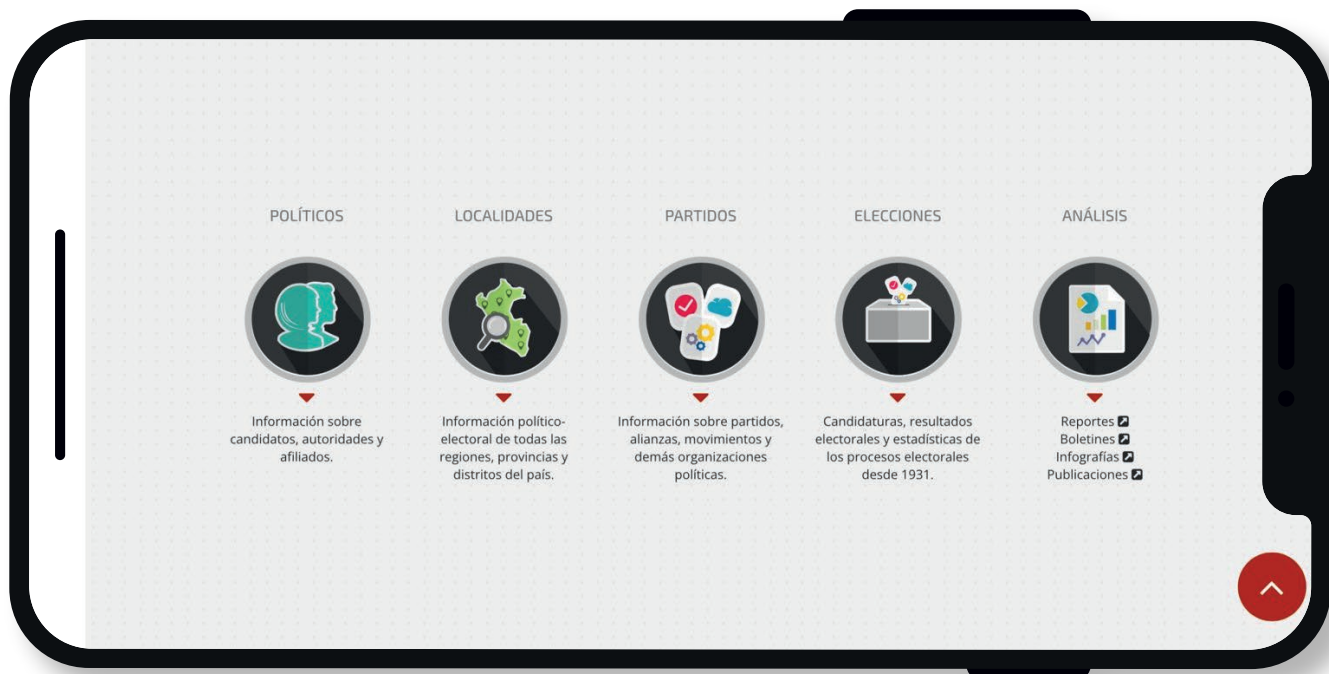 POLÍTICOS
LOCALIDADES
PARTIDOS
ELECCIONES
ANÁLISIS
Información sobre
candidatos, autoridades y
afiliados.
Información político-
electoral de todas las
regiones, provincias y
distritos del país.
Información sobre partidos,
alianzas, movimientos y
demás organizaciones
políticas.
Candidaturas, resultados
electorales y estadísticas de
los procesos electorales
desde 1931.
Reportes
Boletines
Infografías
Publicaciones